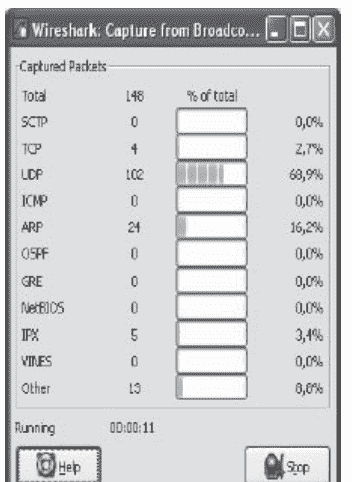 Wireshark: Capture from Broadco...
Captured Packets
Total 148 % of total
SCTP 0 0,0%
TCP 4 2,7%
UDP 102 68,9%
ICMP 0 0,0%
ARP 24 16,2%
OSPF 0 0,0%
GRE 0 0,0%
NetBIOS 0 0,0%
IPX 5 3,4%
VINES 0 0,0%
Other 13 8,8%
Running 00:00:11
Help Stop